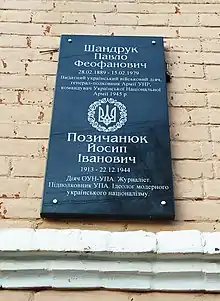 Шандрук
Павло
Феофанович
28.02.1889 - 15.02.1979
Видатний український військовий діяч,
генерал-полковник Армії УНР,
командувач Української Національної
Армії 1945 р.
Позичанюк
Йосип
Іванович
1913 - 22.12.1944
Діяч ОУН-УПА. Журналіст.
Підполковник УПА. Ідеолог модерного
українського націоналізму.